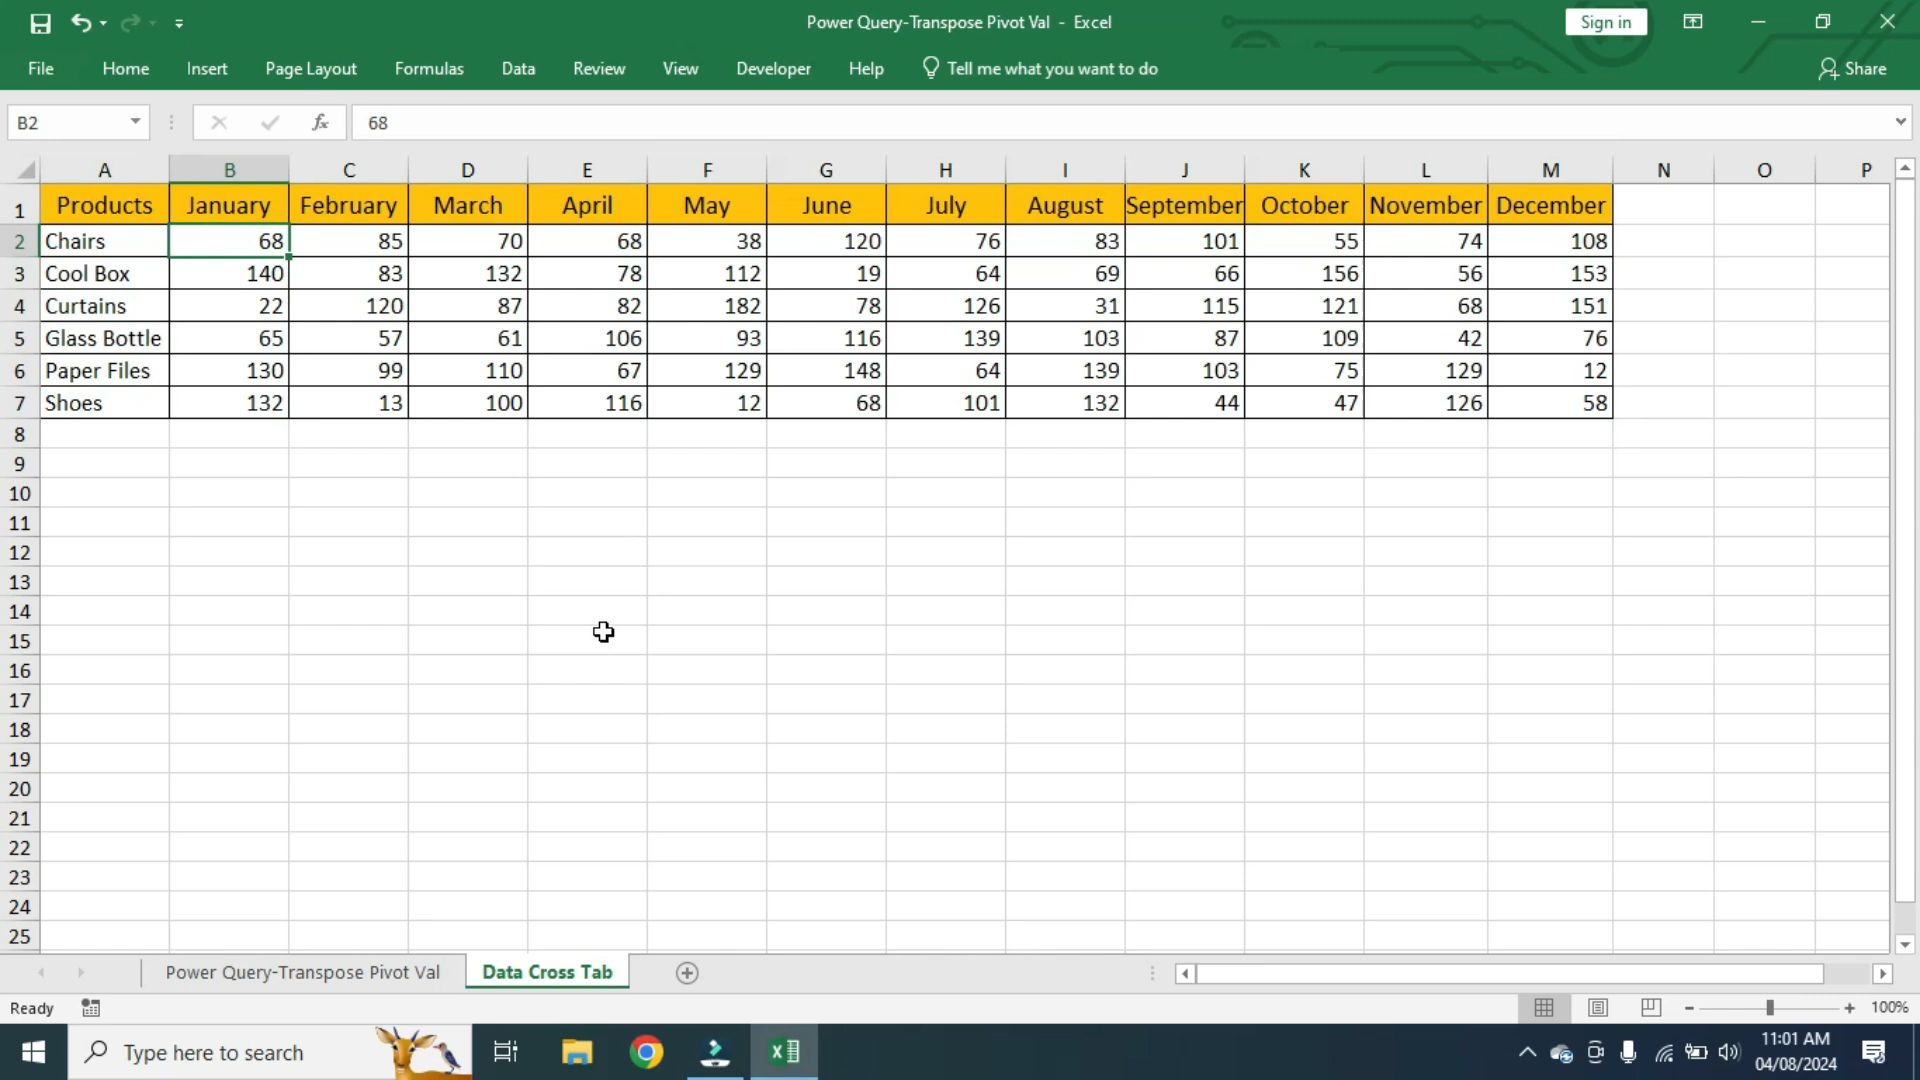 Power Query-Transpose Pivot Val - Excel
Sign in
File Home Insert Page Layout Formulas Data Review View Developer Help Tell me what you want to do Share
B2 fx 68
A B C D E F G H I J K L M N O P
1 Products January February March April May June July August September October November December
2 Chairs 68 85 70 68 38 120 76 83 101 55 74 108
3 Cool Box 140 83 132 78 112 19 64 69 66 156 56 153
4 Curtains 22 120 87 82 182 78 126 31 115 121 68 151
5 Glass Bottle 65 57 61 106 93 116 139 103 87 109 42 76
6 Paper Files 130 99 110 67 129 148 64 139 103 75 129 12
7 Shoes 132 13 100 116 12 68 101 132 44 47 126 58
8
9
10
11
12
13
14
15
16
17
18
19
20
21
22
23
24
25
Power Query-Transpose Pivot Val Data Cross Tab
Ready 100%
Type here to search
11:01 AM
04/08/2024